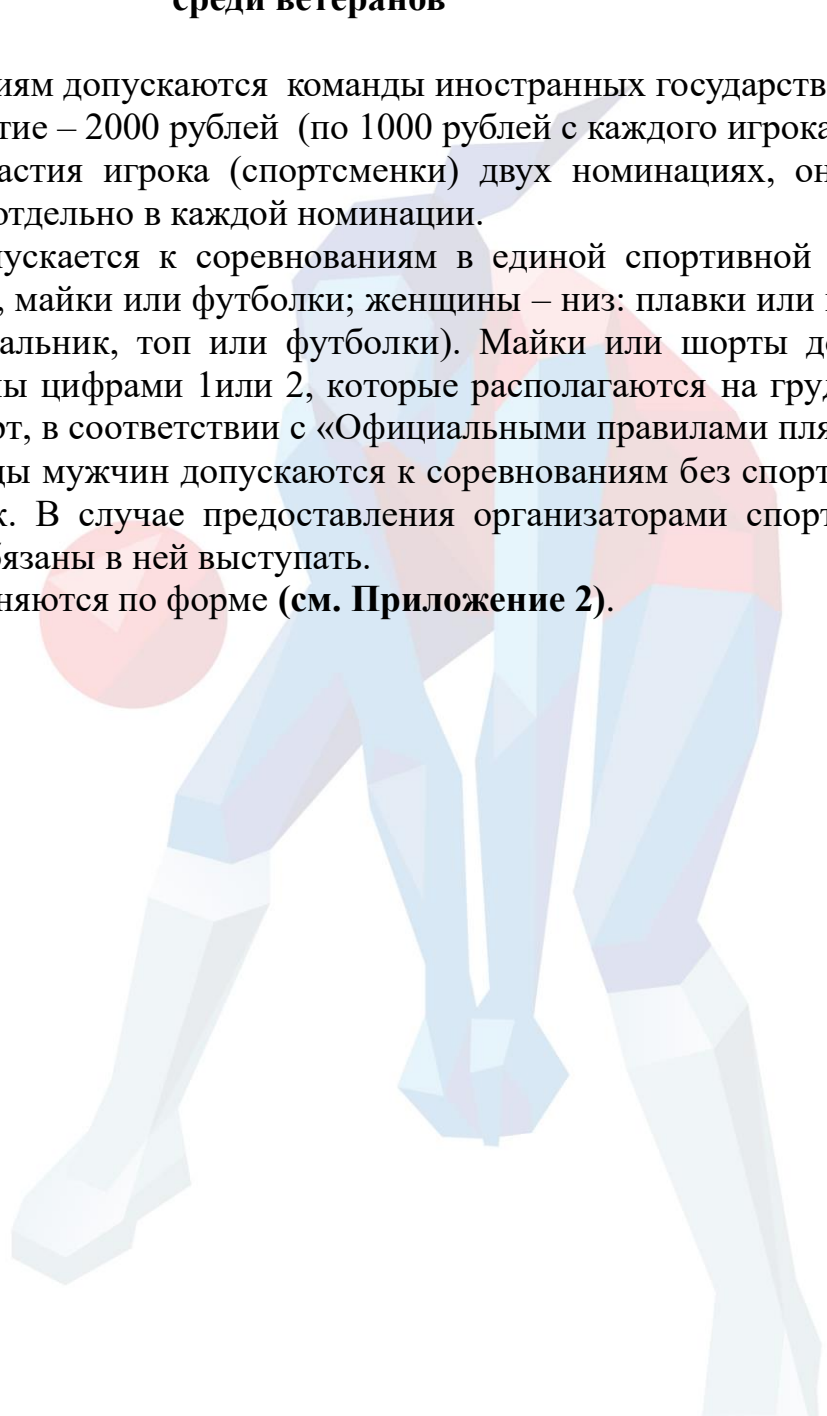 среди ветеранов
иям допускаются команды иностранных государств
тие – 2000 рублей (по 1000 рублей с каждого игрока
астия игрока (спортсменки) двух номинациях, он
отдельно в каждой номинации.
пускается к соревнованиям в единой спортивной
, майки или футболки; женщины – низ: плавки или
альник, топ или футболки). Майки или шорты до
ны цифрами 1или 2, которые располагаются на груд
рт, в соответствии с «Официальными правилами пля
ды мужчин допускаются к соревнованиям без спорт
к. В случае предоставления организаторами спорт
бязаны в ней выступать.
няются по форме (см. Приложение 2).